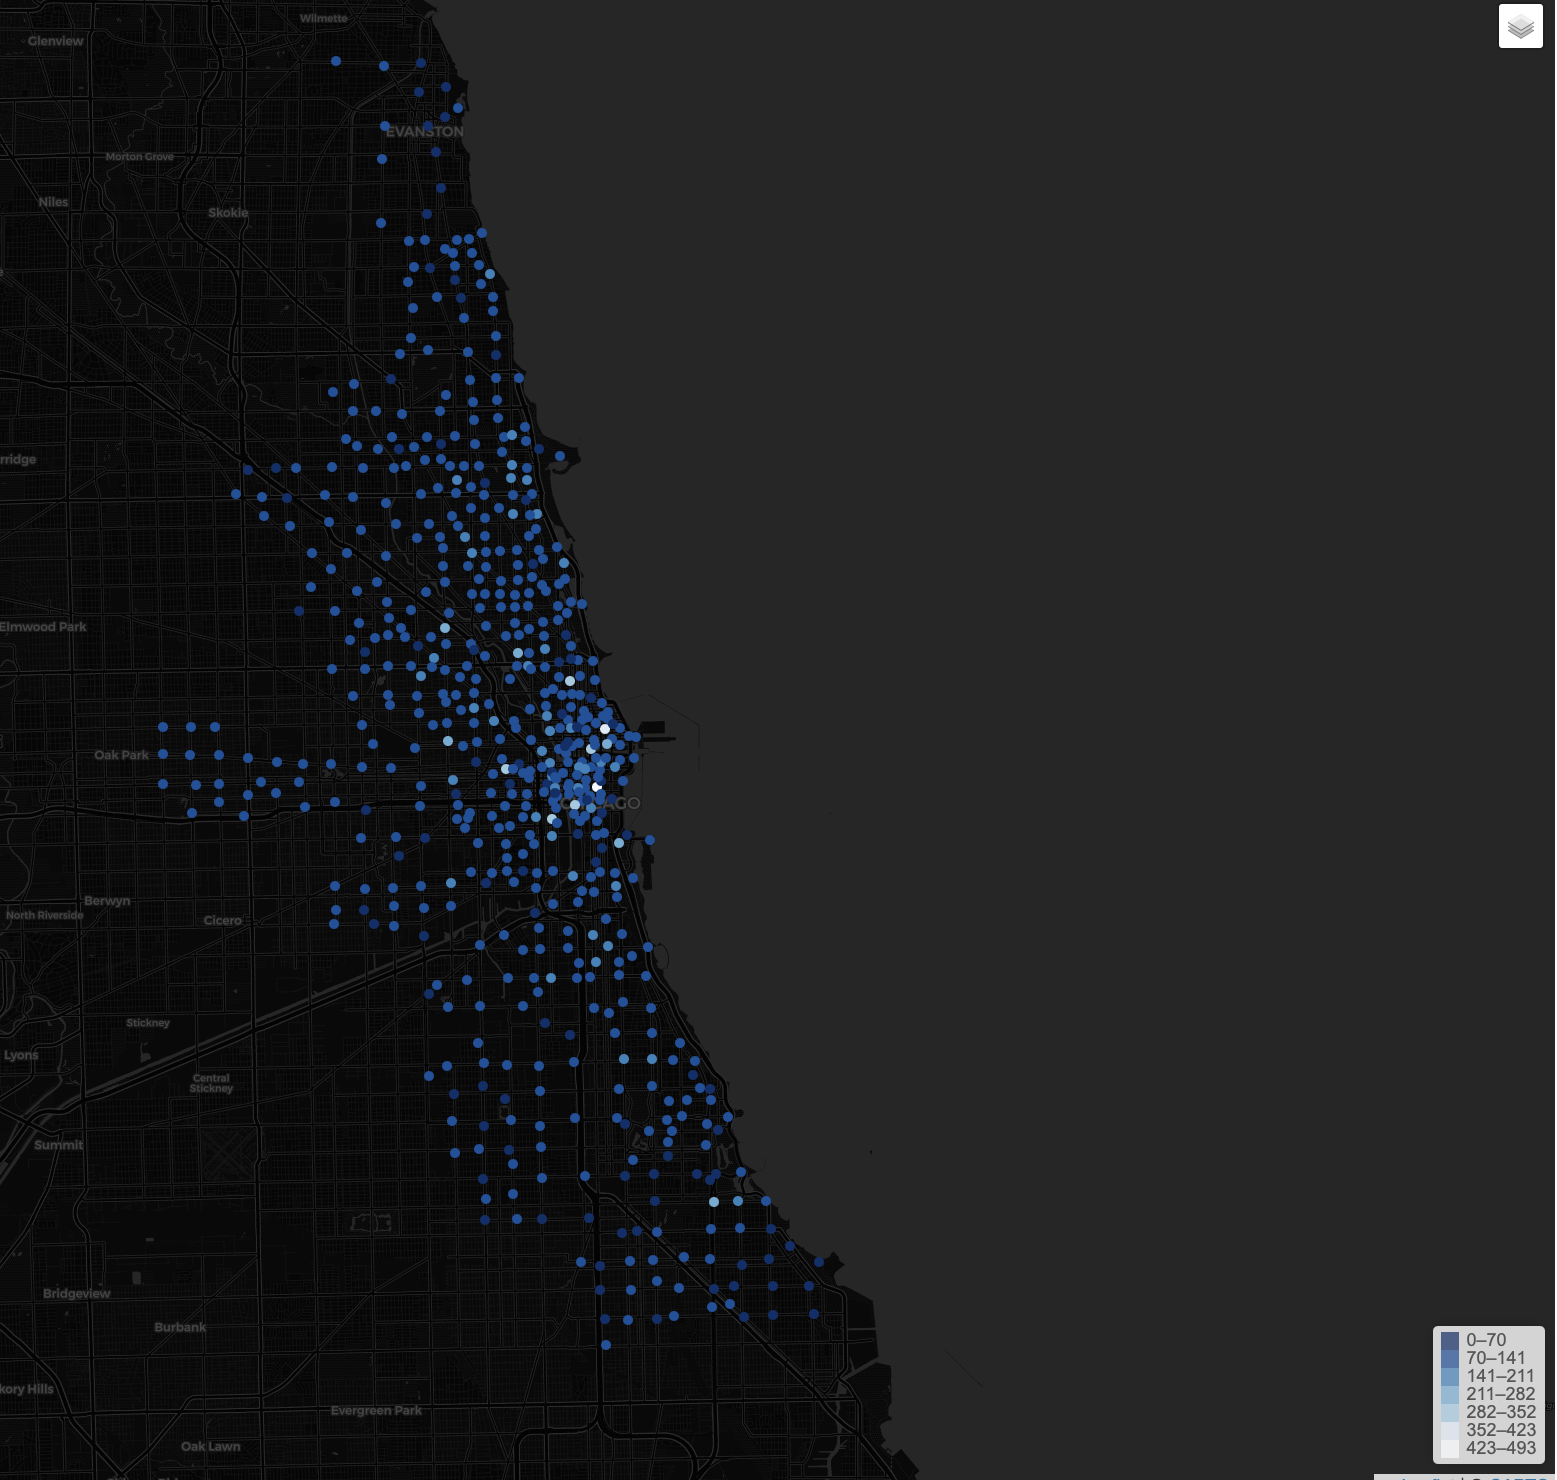 Wilmette
Glenview
EVANSTON
Morton Grove
Niles
Skokie
rridge
Elmwood Park
Oak Park
CHICAGO
Berwyn
North Riverside
Cicero
Stickney
Lyons
Central
Stickney
Summit
Bridgeview
Burbank
kory Hills
Evergreen Park
Oak Lawn
0–70
70–141
141–211
211–282
282–352
352–423
423–493